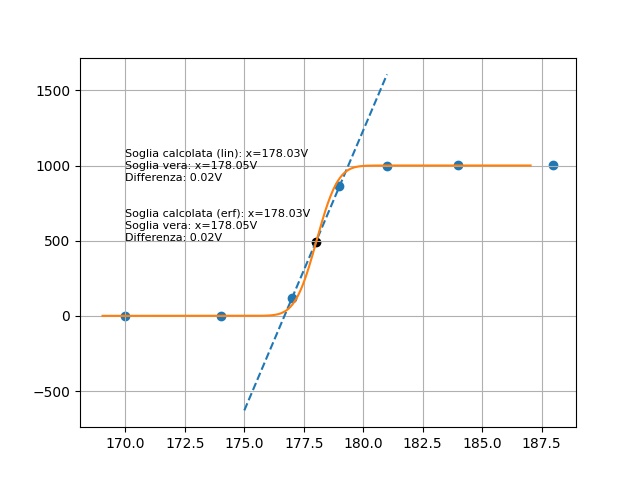 1500
1000
500
0
−500
Soglia calcolata (lin): x=178.03V
Soglia vera: x=178.05V
Differenza: 0.02V
Soglia calcolata (erf): x=178.03V
Soglia vera: x=178.05V
Differenza: 0.02V
170.0 172.5 175.0 177.5 180.0 182.5 185.0 187.5